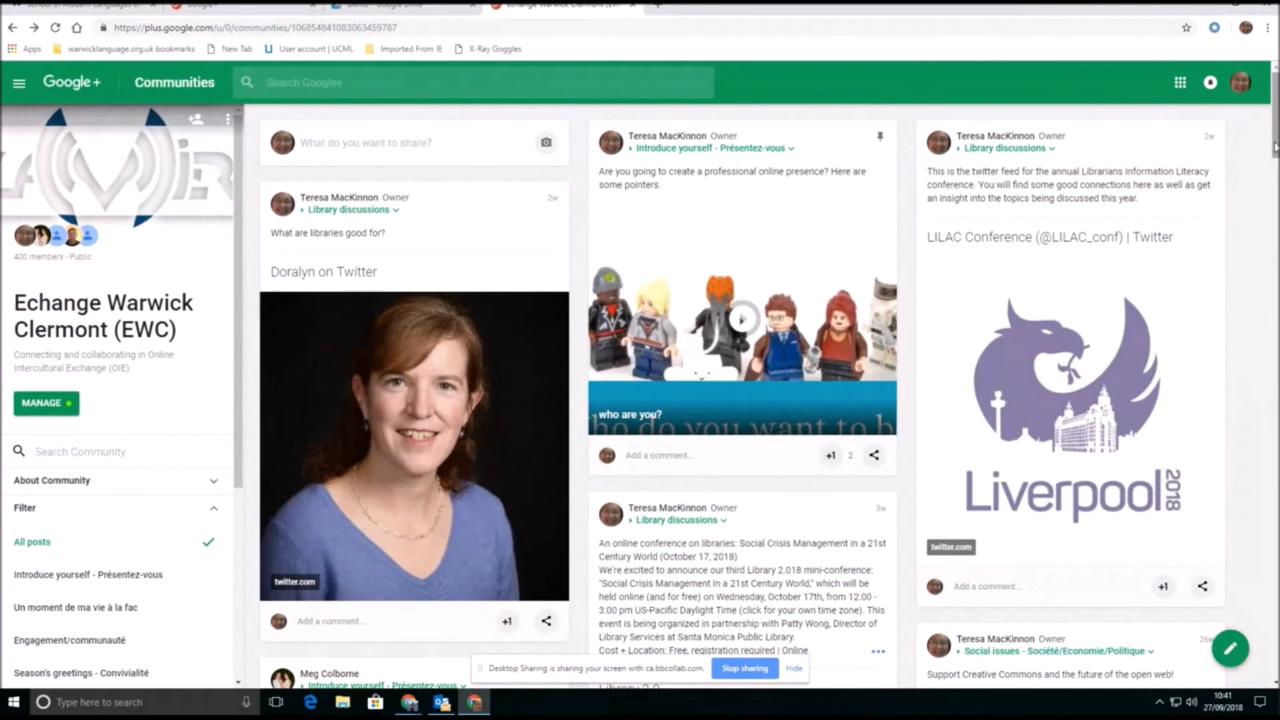 Echange Warwick Clermont (EWC)
https://plus.google.com/u/0/communities/106854841083063459787
Apps
warwicklanguage.org.uk bookmarks
New Tab
User account | UCML
Imported From IE
X-Ray Goggles
Google+
Communities
Search Google+
400 members - Public
Echange Warwick
Clermont (EWC)
Connecting and collaborating in Online
Intercultural Exchange (OIE).
MANAGE
Search Community
About Community
Filter
All posts
Introduce yourself - Présentez-vous
Un moment de ma vie à la fac
Engagement/communauté
Season's greetings - Convivialité
What do you want to share?
Teresa MacKinnon Owner
2w
Library discussions
What are libraries good for?
Doralyn on Twitter
twitter.com
Add a comment...
+1
Meg Colborne
Introduce yourself - Présentez-vous
Teresa MacKinnon Owner
Introduce yourself - Présentez-vous
Are you going to create a professional online presence? Here are
some pointers.
who are you?
ho do you want to b
Add a comment...
+1 2
Teresa MacKinnon Owner
3w
Library discussions
An online conference on libraries: Social Crisis Management in a 21st
Century World (October 17, 2018)
We're excited to announce our third Library 2.018 mini-conference:
"Social Crisis Management in a 21st Century World," which will be
held online (and for free) on Wednesday, October 17th, from 12:00 -
3:00 pm US-Pacific Daylight Time (click for your own time zone). This
event is being organized in partnership with Patty Wong, Director of
Library Services at Santa Monica Public Library.
Cost + Location: Free, registration required | Online
Teresa MacKinnon Owner
2w
Library discussions
This is the twitter feed for the annual Librarians Information Literacy
conference. You will find some good connections here as well as get
an insight into the topics being discussed this year.
LILAC Conference (@LILAC_conf) | Twitter
Liverpool 2018
twitter.com
Add a comment...
+1
Teresa MacKinnon Owner
Social issues - Société/Economie/Politique
Support Creative Commons and the future of the open web!
Desktop Sharing is sharing your screen with ca.bbcollab.com.
Stop sharing
Hide
Type here to search
10:41
27/09/2018